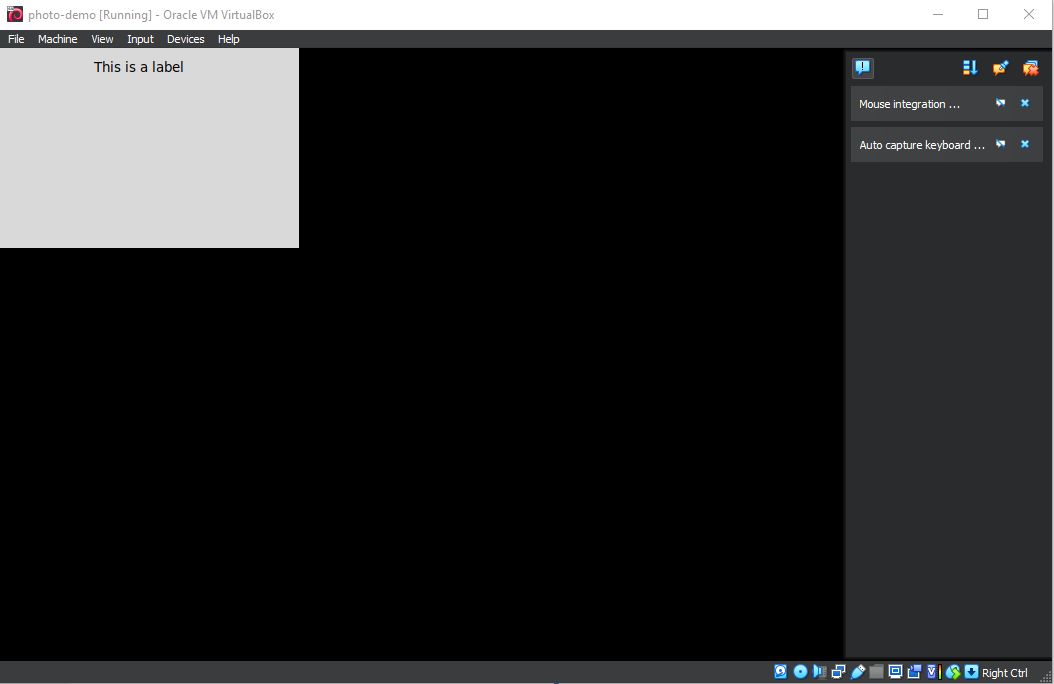 photo-demo [Running] - Oracle VM VirtualBox
File Machine View Input Devices Help
This is a label
Mouse integration ...
Auto capture keyboard ...
Right Ctrl